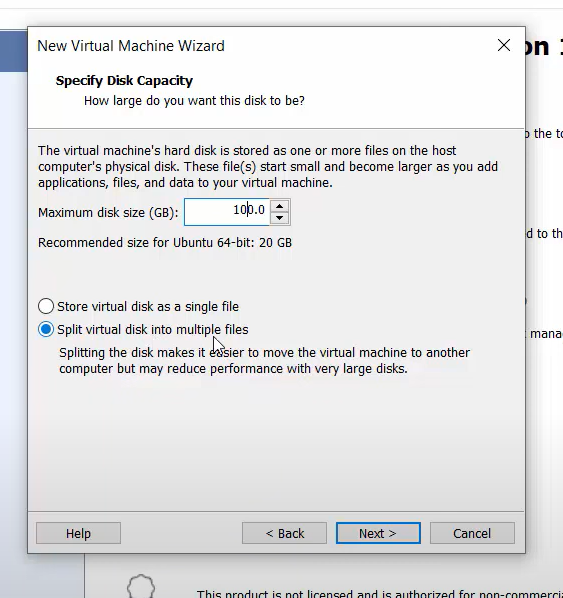 New Virtual Machine Wizard
on
Specify Disk Capacity
How large do you want this disk to be?
The virtual machine's hard disk is stored as one or more files on the host
computer's physical disk. These file(s) start small and become larger as you add
applications, files, and data to your virtual machine.
to the
Maximum disk size (GB): 100.0
d to th
Recommended size for Ubuntu 64-bit: 20 GB
Store virtual disk as a single file
Split virtual disk into multiple files
mana
Splitting the disk makes it easier to move the virtual machine to another
computer but may reduce performance with very large disks.
Help
< Back
Next >
Cancel
This product is not licensed and is authorized for non-commercia